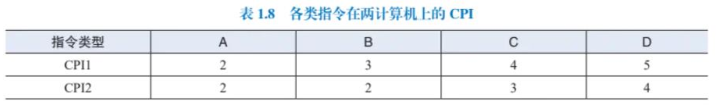 表 1.8 各类指令在两计算机上的 CPI
指令类型 A B C D
CPI1 2 3 4 5
CPI2 2 2 3 4